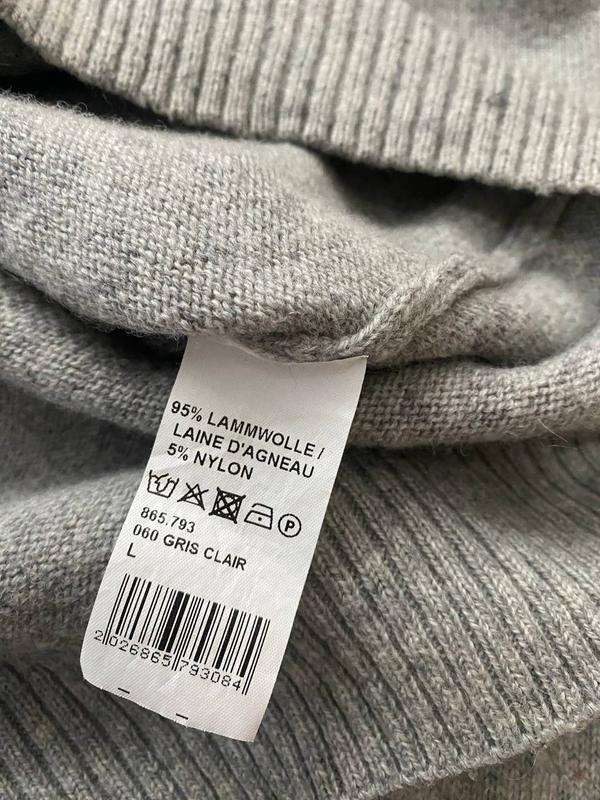 95% LAMMWOLLE /
LAINE D'AGNEAU
5% NYLON
P
865.793
060 GRIS CLAIR
L
2 026865 793084